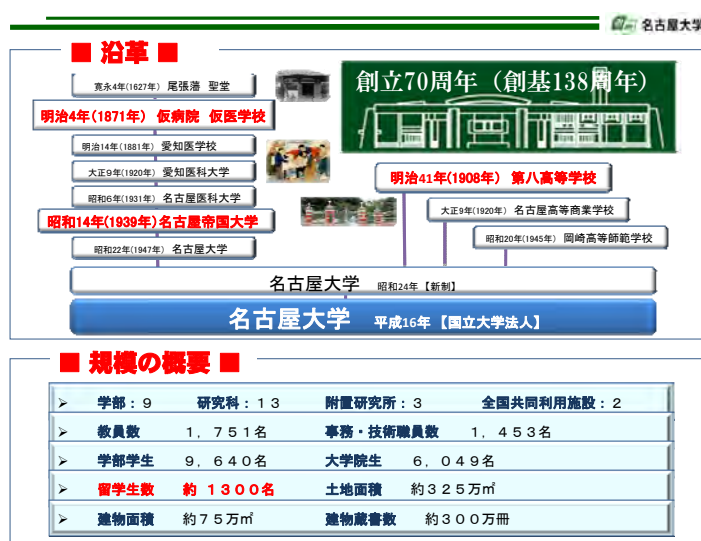 名古屋大学
■ 沿革 ■
寛永4年(1627年) 尾張藩 聖堂
創立70周年(創基138周年)
明治4年(1871年) 仮病院 仮医学校
明治14年(1881年) 愛知医学校
大正9年(1920年) 愛知医科大学
明治41年(1908年) 第八高等学校
昭和6年(1931年) 名古屋医科大学
大正9年(1920年) 名古屋高等商業学校
昭和14年(1939年)名古屋帝国大学
昭和20年(1945年) 岡崎高等師範学校
昭和22年(1947年) 名古屋大学
名古屋大学 昭和24年【新制】
名古屋大学 平成16年【国立大学法人】
■ 規模の概要 ■
➢ 学部:9 研究科:13 附置研究所:3 全国共同利用施設:2
➢ 教員数 1,751名 事務・技術職員数 1,453名
➢ 学部学生 9,640名 大学院生 6,049名
➢ 留学生数 約 1300名 土地面積 約325万㎡
➢ 建物面積 約75万㎡ 建物蔵書数 約300万冊